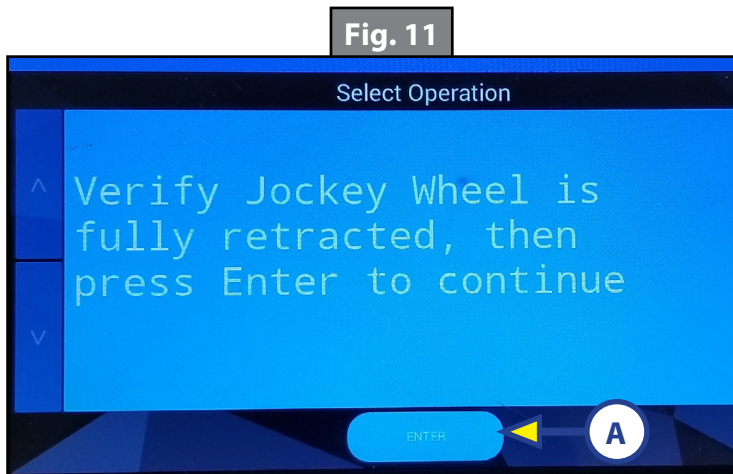 Fig. 11
Select Operation
Verify Jockey Wheel is
fully retracted, then
press Enter to continue
ENTER
A